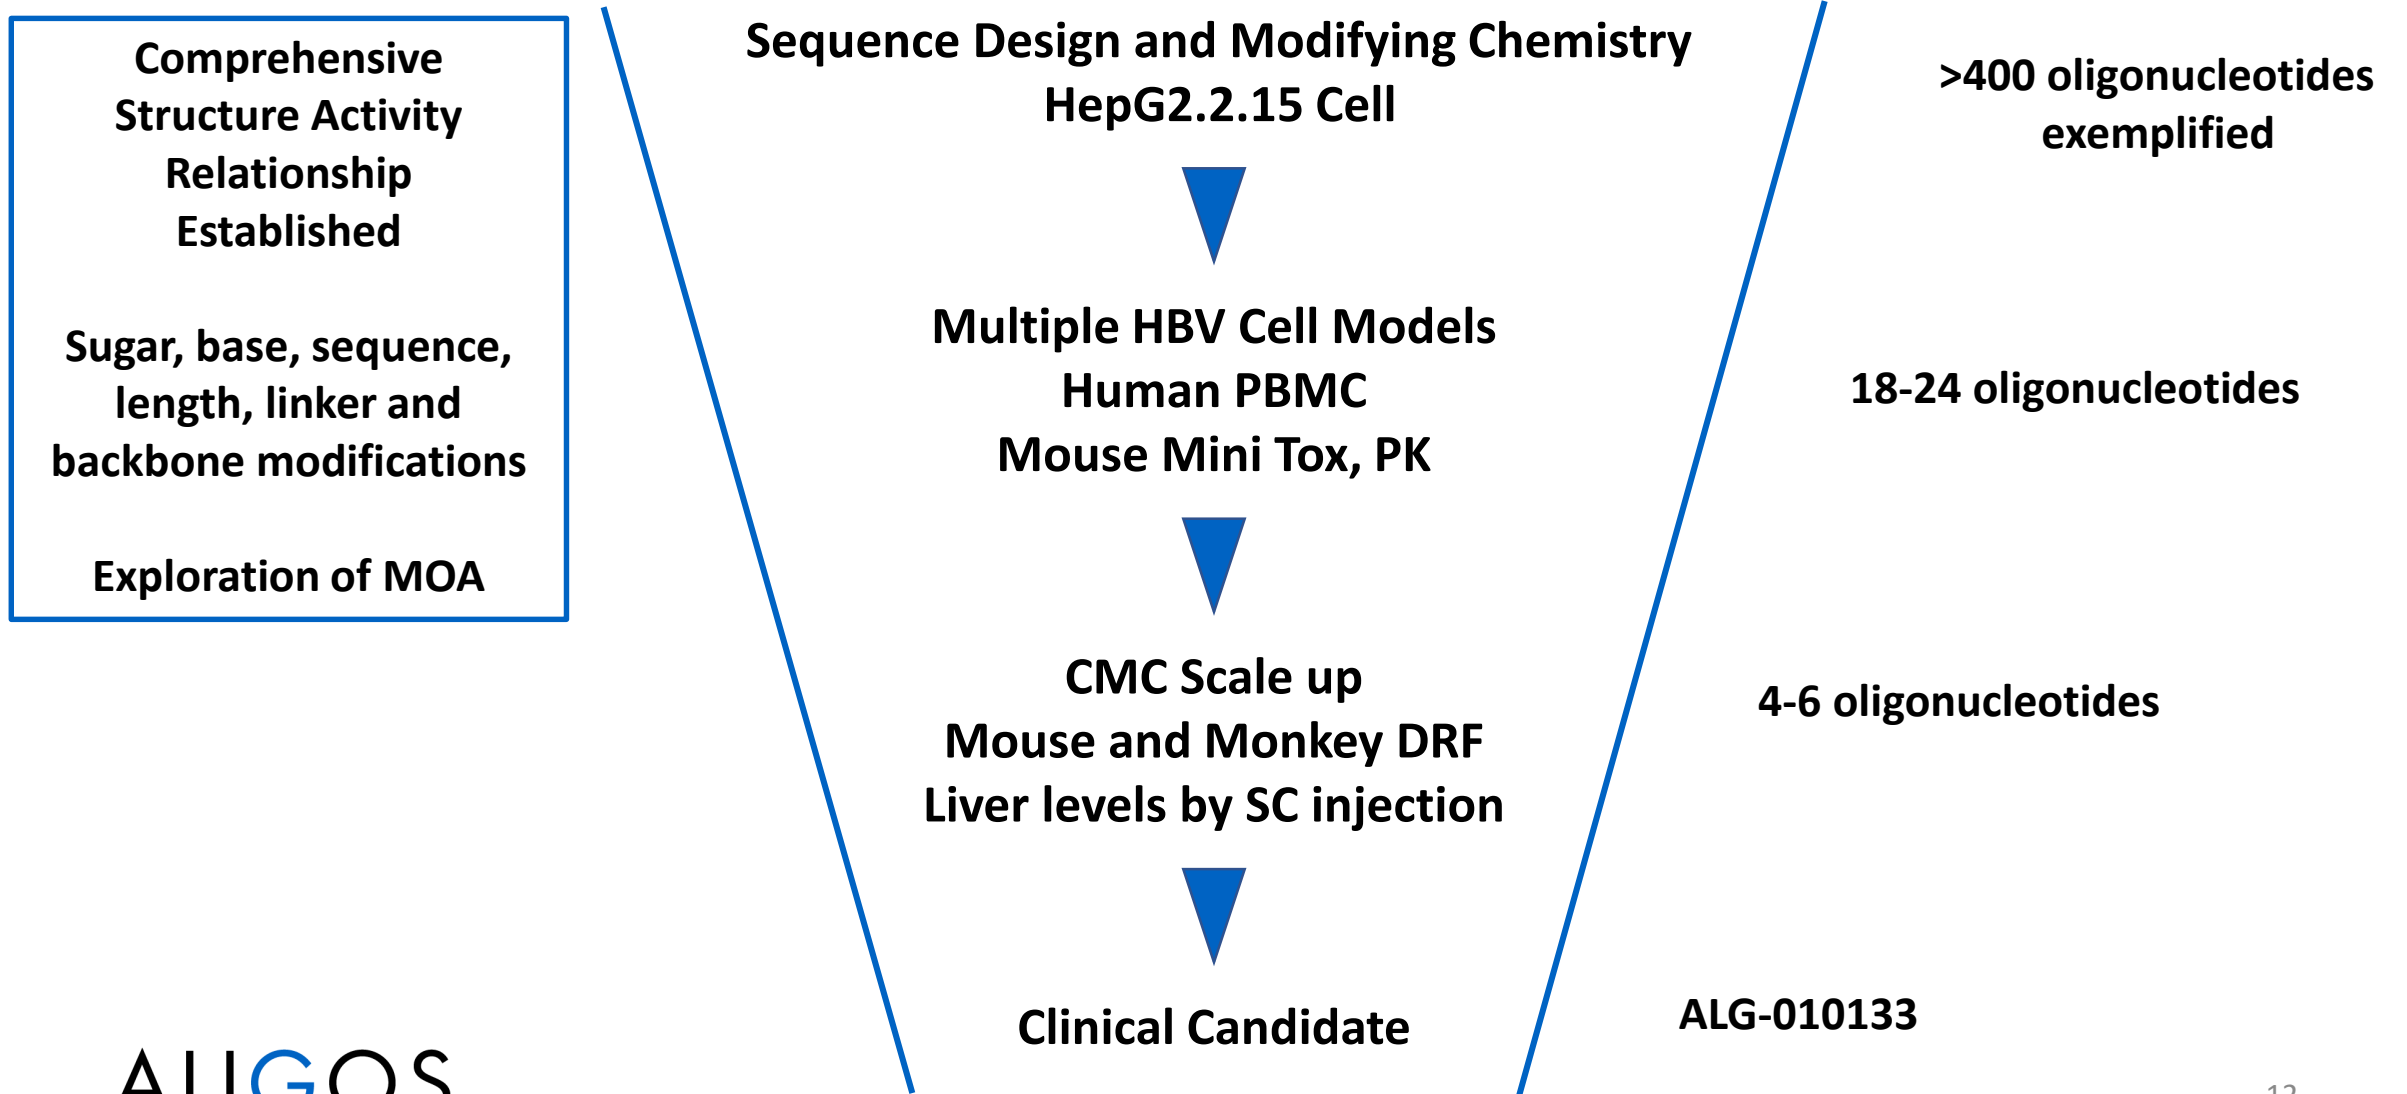 Comprehensive
Structure Activity
Relationship
Established
Sugar, base, sequence,
length, linker and
backbone modifications
Exploration of MOA
Sequence Design and Modifying Chemistry
HepG2.2.15 Cell
>400 oligonucleotides
exemplified
Multiple HBV Cell Models
Human PBMC
Mouse Mini Tox, PK
18-24 oligonucleotides
CMC Scale up
Mouse and Monkey DRF
Liver levels by SC injection
4-6 oligonucleotides
Clinical Candidate
ALG-010133
ALIGOS